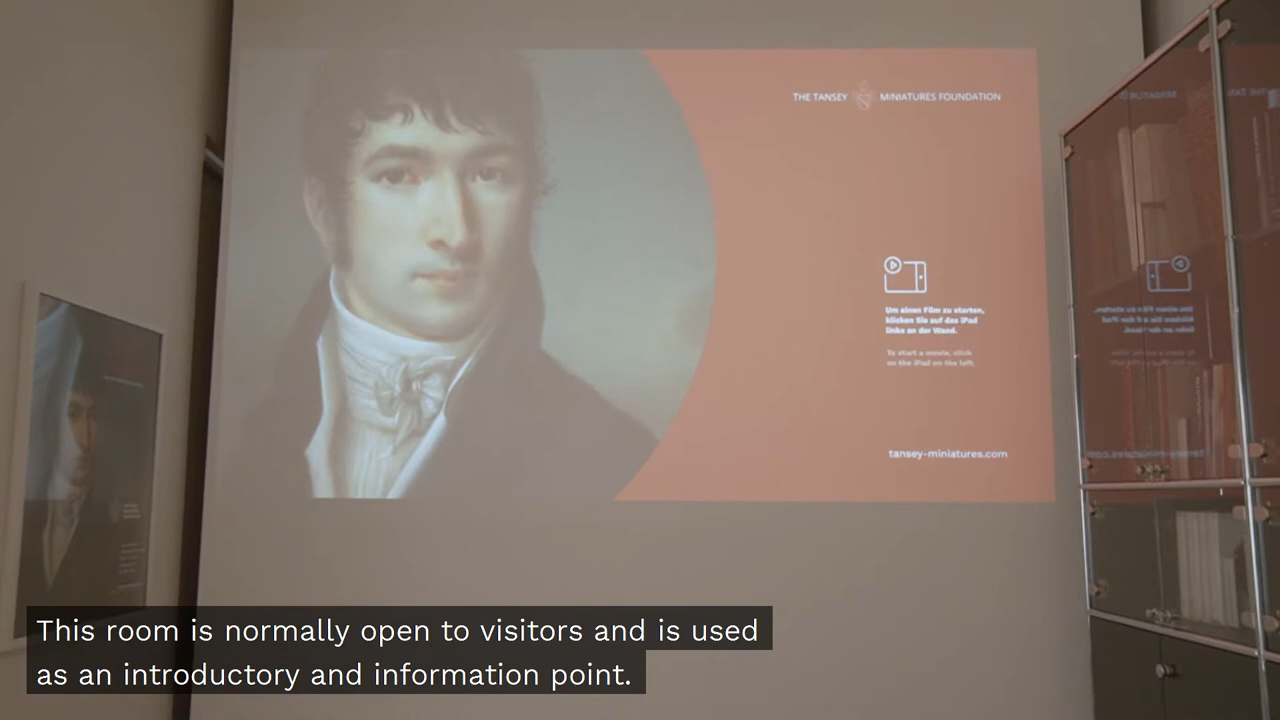 THE TANSEY MINIATURES FOUNDATION
Um einen Film zu starten,
klicken Sie auf das iPad
links an der Wand.
To start a movie, click
on the iPad on the left.
tansey-miniatures.com
This room is normally open to visitors and is used
as an introductory and information point.